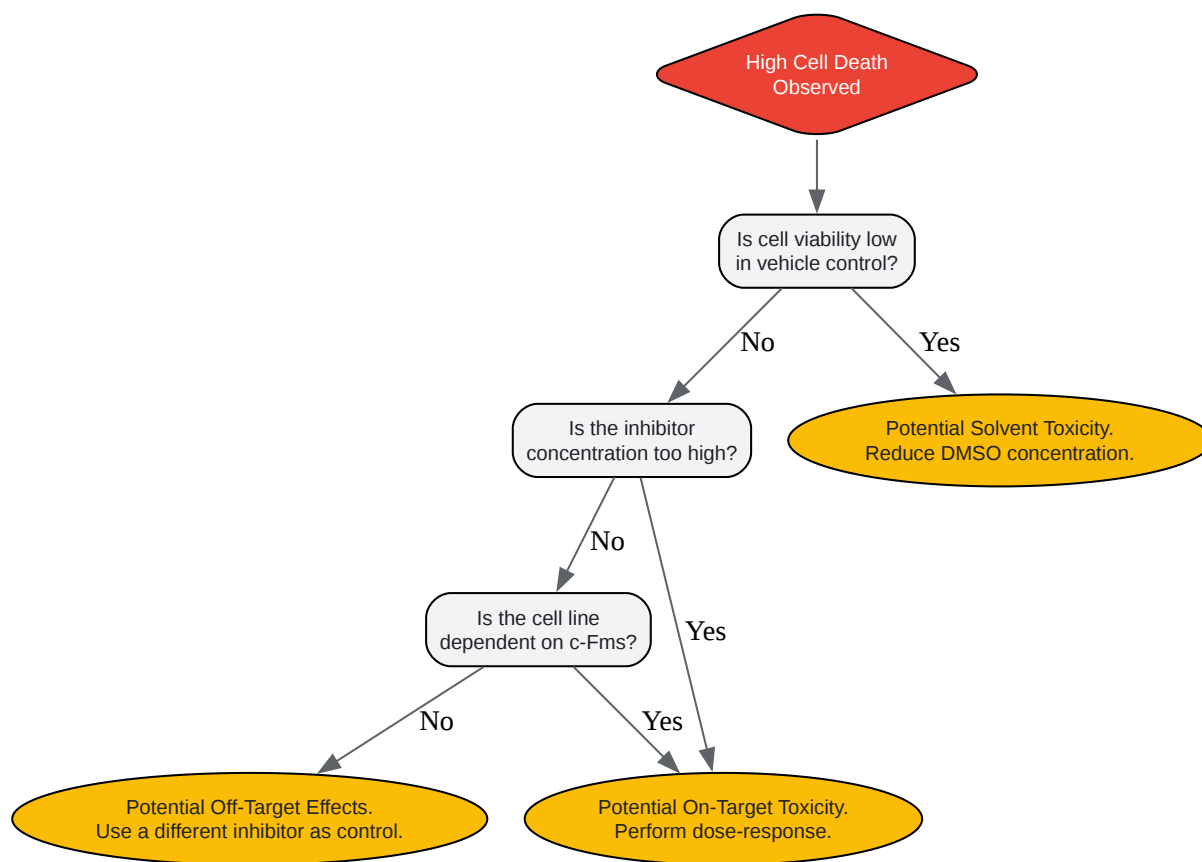 High Cell Death
Observed
Is cell viability low
in vehicle control?
No
Yes
Is the inhibitor
concentration too high?
Potential Solvent Toxicity.
Reduce DMSO concentration.
No
Yes
Is the cell line
dependent on c-Fms?
No
Yes
Potential Off-Target Effects.
Use a different inhibitor as control.
Potential On-Target Toxicity.
Perform dose-response.